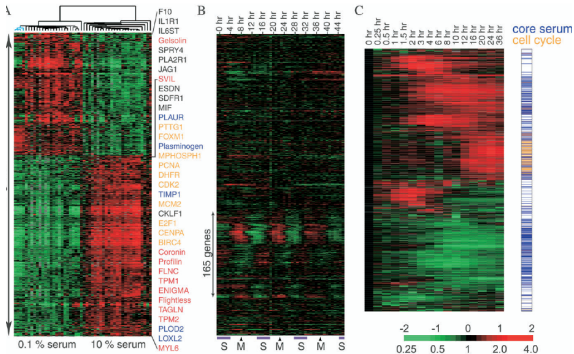 A
F10
IL1R1
IL6ST
Gelsolin
SPRY4
PLA2R1
JAG1
SVIL
ESDN
SDFR1
MIF
PLAUR
PTTG1
FOXM1
Plasminogen
MPHOSPH1
PCNA
DHFR
CDK2
TIMP1
MCM2
CKLF1
E2F1
CENPA
BIRC4
Coronin
Profilin
FLNC
TPM1
ENIGMA
Flightless
TAGLN
TPM2
PLOD2
LOXL2
MYL6
0.1 % serum
10 % serum
B
-0 hr
-4 hr
-8 hr
-12 hr
-16 hr
-20 hr
-24 hr
-28 hr
-32 hr
-36 hr
-40 hr
-44 hr
165 genes
S M S M S M S
C
0 hr
0.25 hr
0.5 hr
1 hr
1.5 hr
2 hr
3 hr
4 hr
6 hr
8 hr
10 hr
12 hr
16 hr
20 hr
24 hr
36 hr
core serum
cell cycle
-2 -1 0 1 2
0.25 0.5 1 2.0 4.0